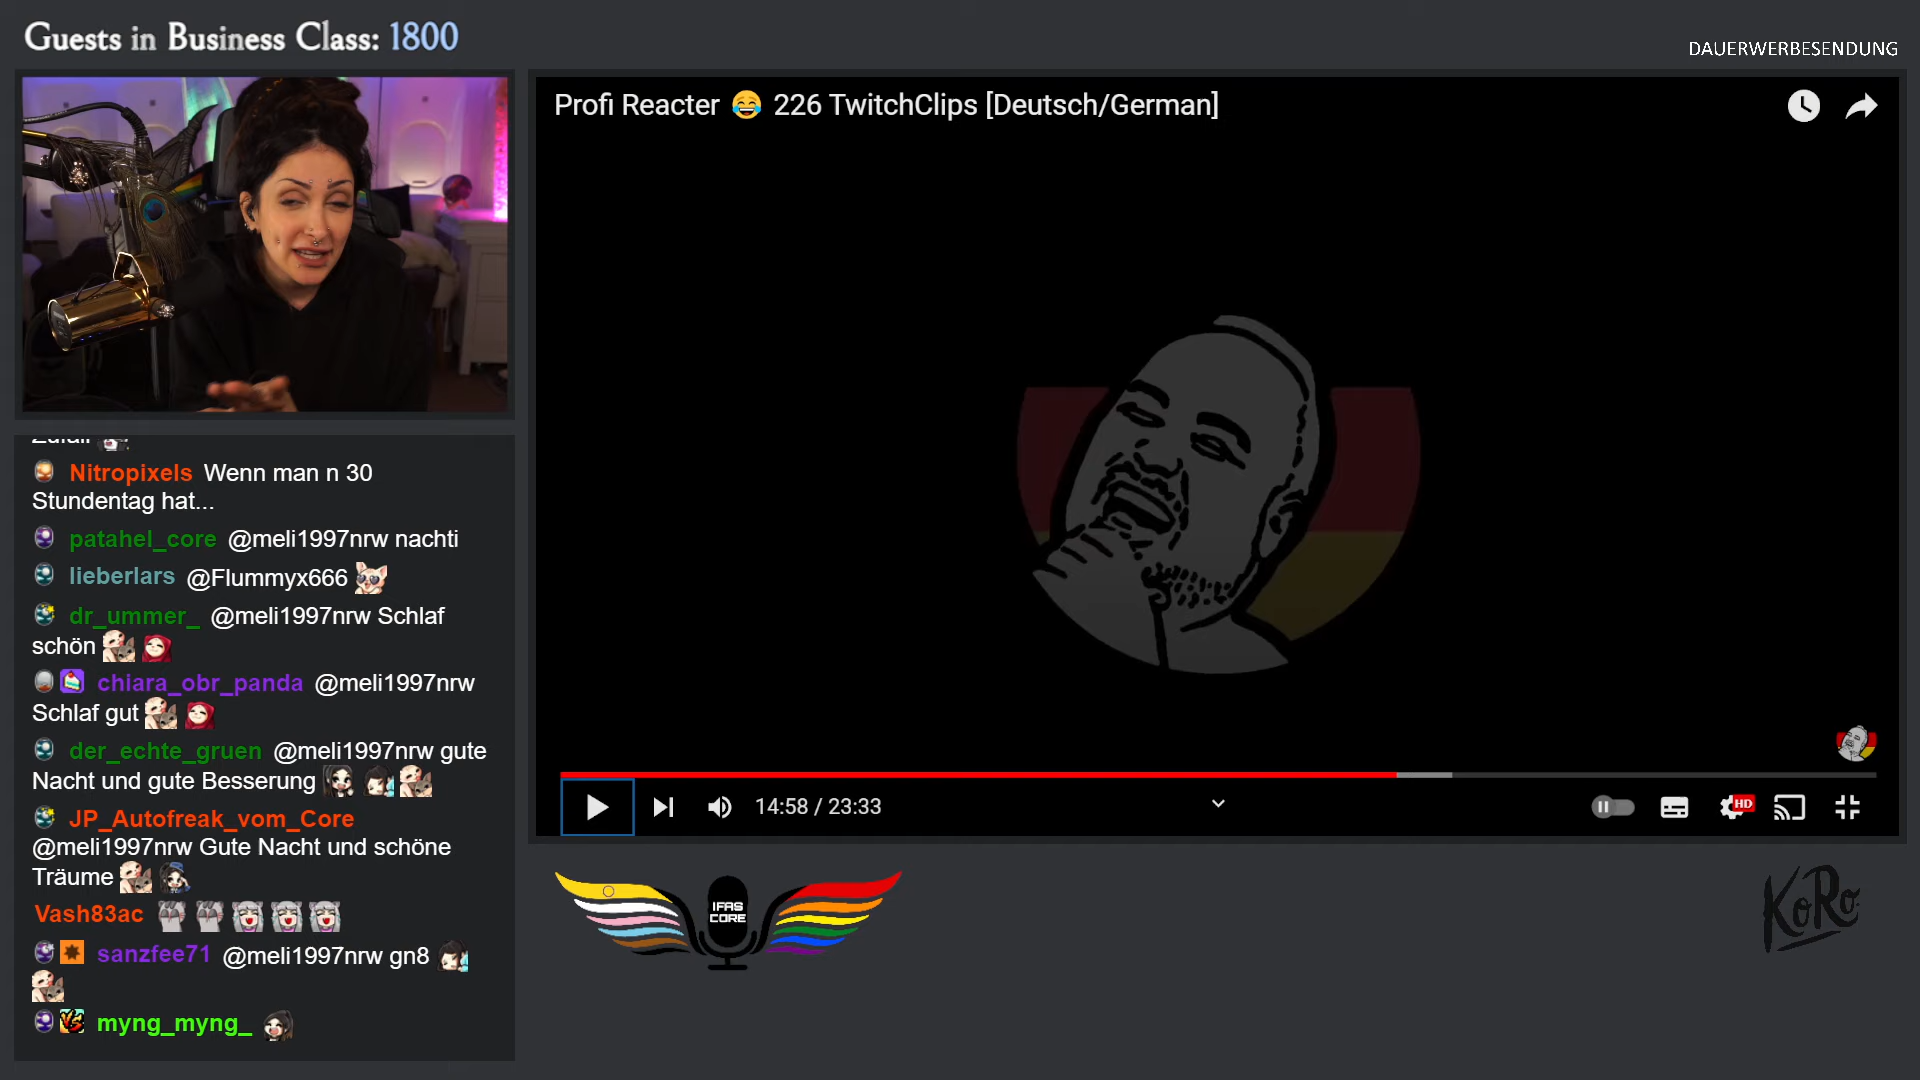 Guests in Business Class: 1800
DAUERWERBESENDUNG
Profi Reacter 😂 226 TwitchClips [Deutsch/German]
Nitropixels Wenn man n 30
Stundentag hat...
patahel_core @meli1997nrw nachti
lieberlars @Flummyx666
dr_ummer_ @meli1997nrw Schlaf
schön
chiara_obr_panda @meli1997nrw
Schlaf gut
der_echte_gruen @meli1997nrw gute
Nacht und gute Besserung
JP_Autofreak_vom_Core
@meli1997nrw Gute Nacht und schöne
Träume
Vash83ac
sanzfee71 @meli1997nrw gn8
myng_myng_
14:58 / 23:33
HD
IFAS
CORE
KoRo